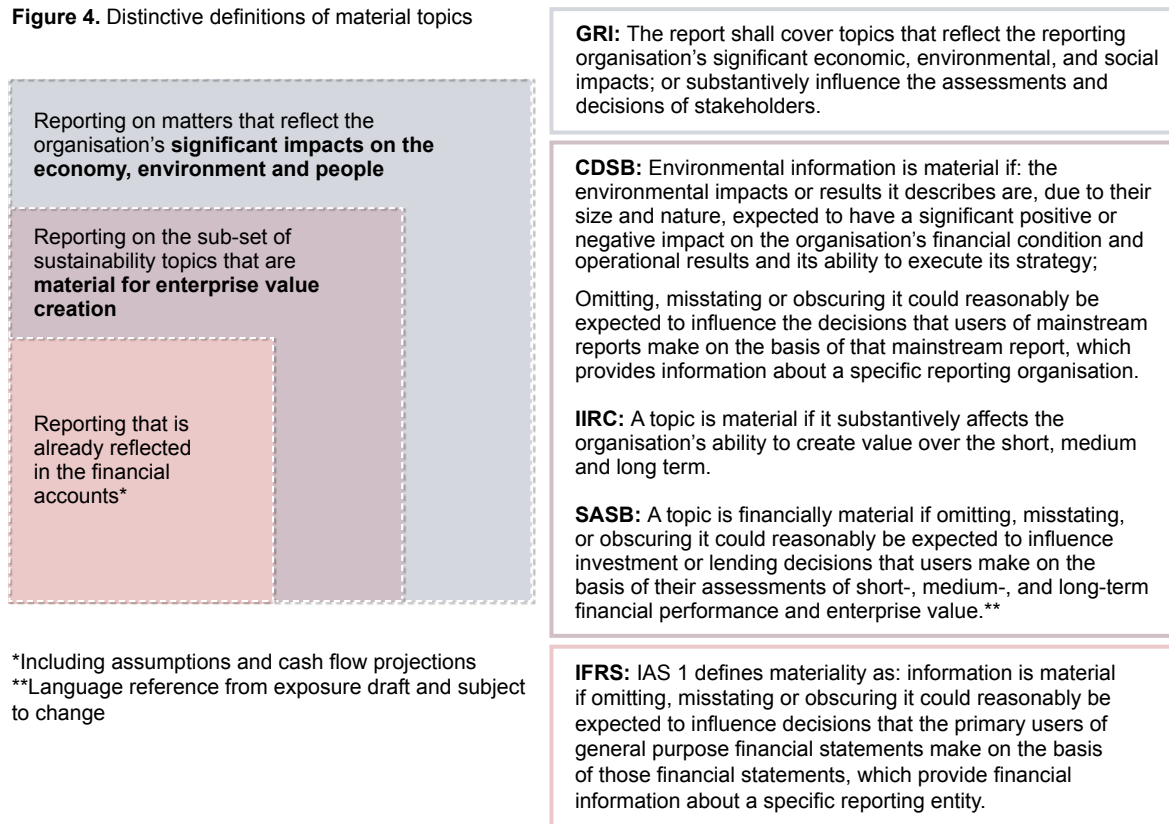 Figure 4. Distinctive definitions of material topics
Reporting on matters that reflect the
organisation's significant impacts on the
economy, environment and people
Reporting on the sub-set of
sustainability topics that are
material for enterprise value
creation
Reporting that is
already reflected
in the financial
accounts*
*Including assumptions and cash flow projections
**Language reference from exposure draft and subject
to change
GRI: The report shall cover topics that reflect the reporting
organisation's significant economic, environmental, and social
impacts; or substantively influence the assessments and
decisions of stakeholders.
CDSB: Environmental information is material if: the
environmental impacts or results it describes are, due to their
size and nature, expected to have a significant positive or
negative impact on the organisation's financial condition and
operational results and its ability to execute its strategy;
Omitting, misstating or obscuring it could reasonably be
expected to influence the decisions that users of mainstream
reports make on the basis of that mainstream report, which
provides information about a specific reporting organisation.
IIRC: A topic is material if it substantively affects the
organisation's ability to create value over the short, medium
and long term.
SASB: A topic is financially material if omitting, misstating,
or obscuring it could reasonably be expected to influence
investment or lending decisions that users make on the
basis of their assessments of short-, medium-, and long-term
financial performance and enterprise value.**
IFRS: IAS 1 defines materiality as: information is material
if omitting, misstating or obscuring it could reasonably be
expected to influence decisions that the primary users of
general purpose financial statements make on the basis
of those financial statements, which provide financial
information about a specific reporting entity.